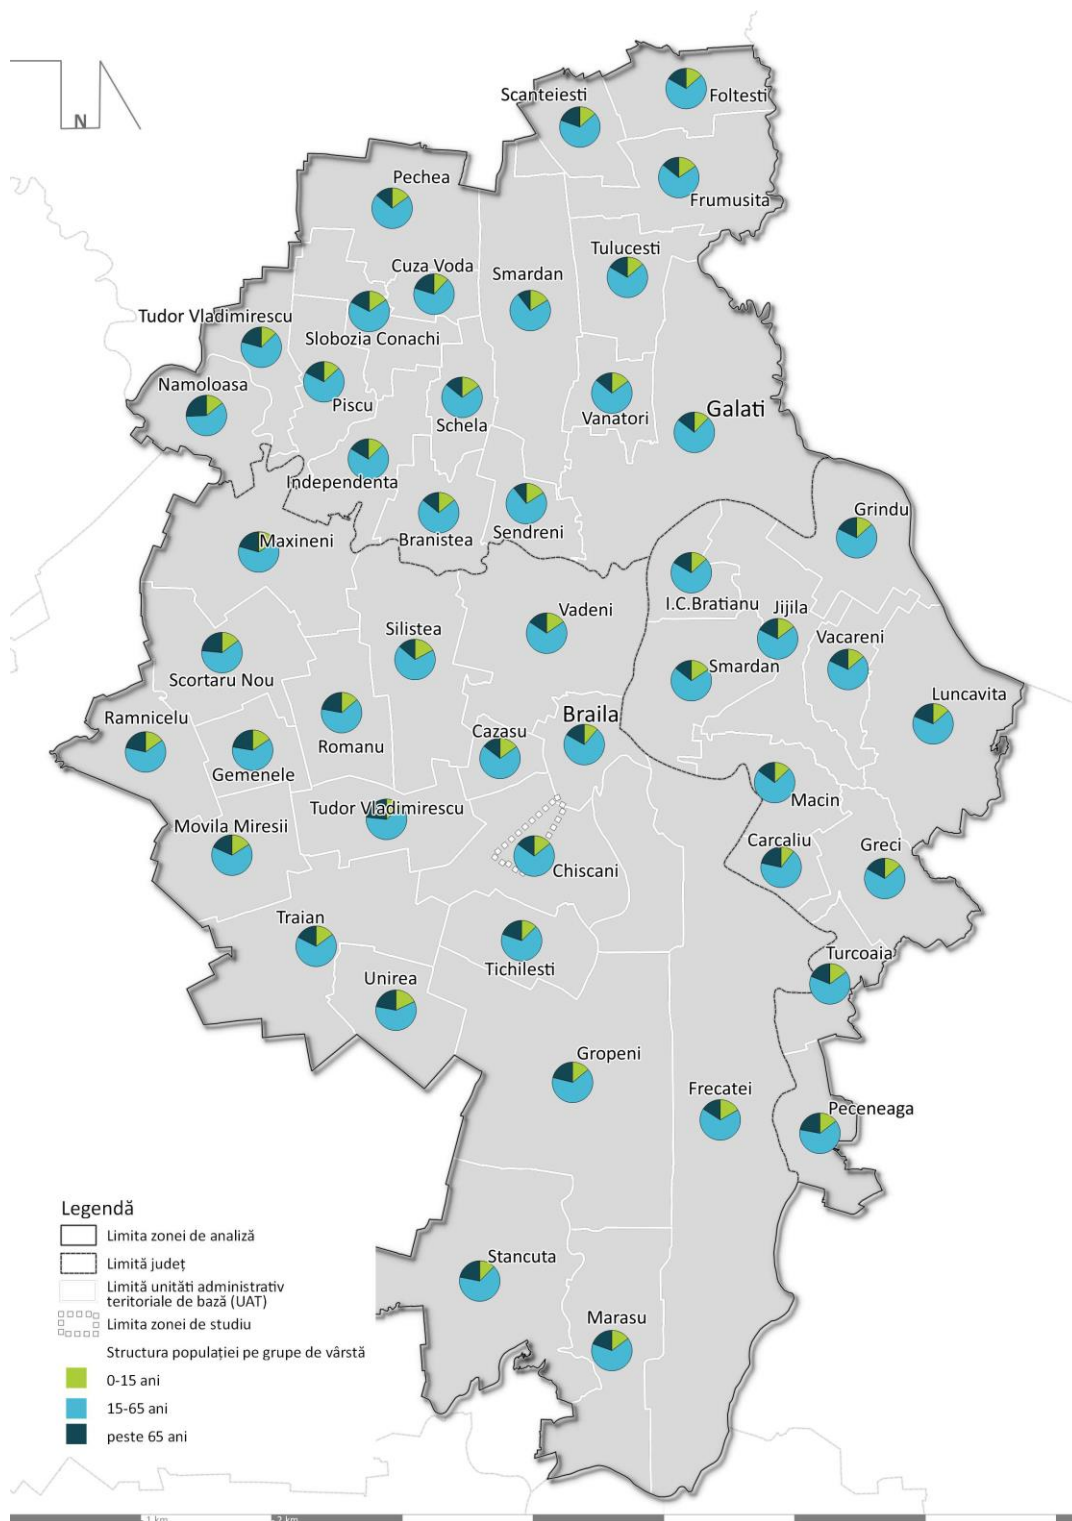 Scanteiesti
Foltesti
N
Pechea
Frumusita
Cuza Voda
Smardan
Tulucesti
Tudor Vladimirescu
Slobozia Conachi
Namoloasa
Piscu
Schela
Vanatori
Galati
Independenta
Branistea
Sendreni
Grindu
Maxineni
I.C.Bratianu
Jijila
Vadeni
Silistea
Vacareni
Smardan
Scortaru Nou
Luncavita
Ramnicelu
Braila
Romanu
Cazasu
Gemenele
Macin
Tudor Vladimirescu
Movila Miresii
Carcaliu
Greci
Chiscani
Traian
Turcoaia
Tichilesti
Unirea
Gropeni
Frecatei
Peceneaga
Stancuta
Marasu
Legendă
Limita zonei de analiză
Limită județ
Limită unități administrativ
teritoriale de bază (UAT)
Limita zonei de studiu
Structura populației pe grupe de vârstă
0-15 ani
15-65 ani
peste 65 ani
1 km
2 km